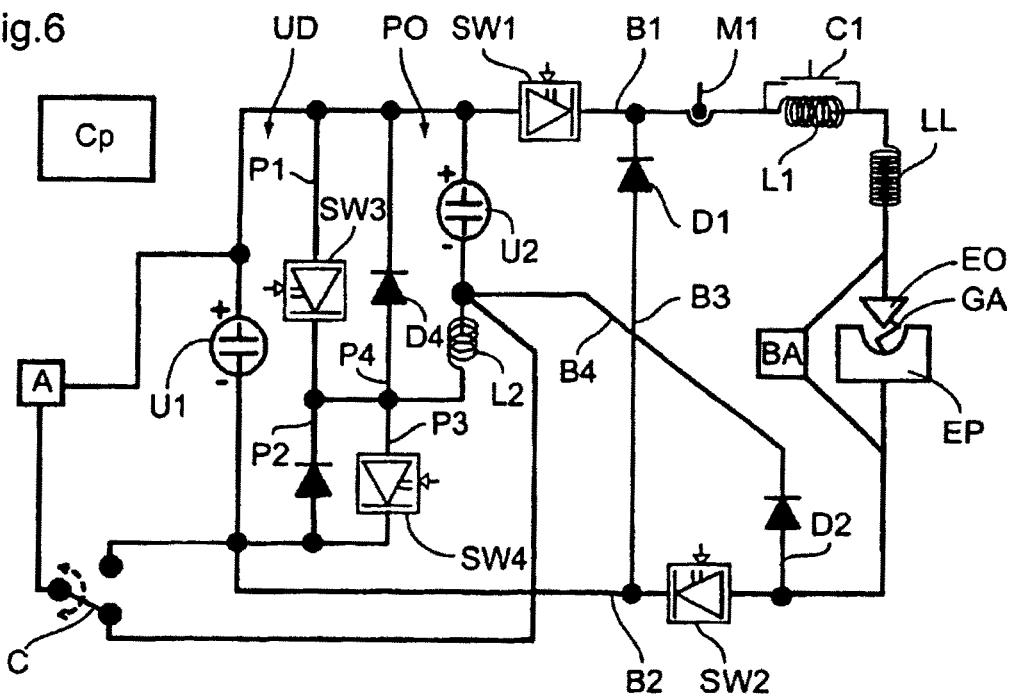 ig.6
UD
PO
SW1
B1
M1
C1
Cp
P1
LL
L1
SW3
+
D1
U2
-
EO
GA
+
D4
B3
P4
L2
B4
BA
A
U1
-
P3
EP
P2
D2
SW4
C
B2
SW2